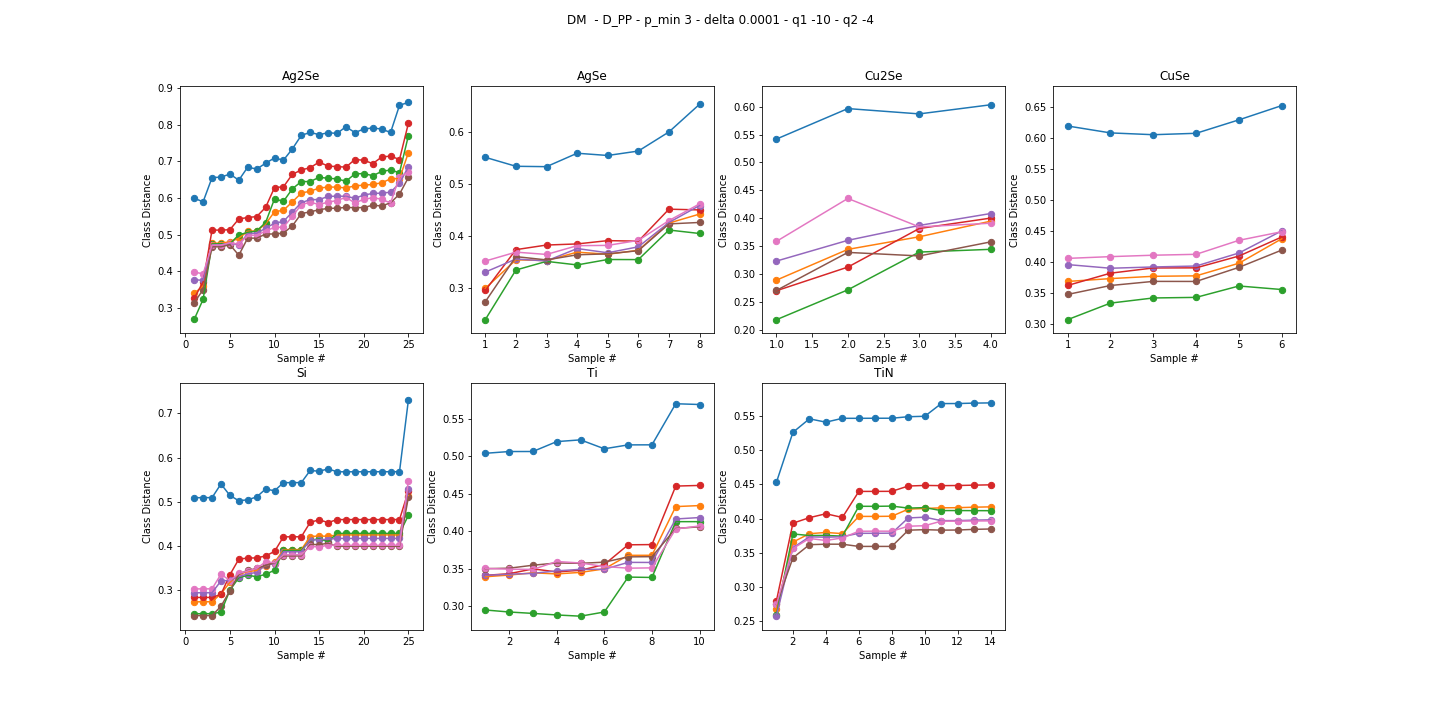 DM - D_PP - p_min 3 - delta 0.0001 - q1 -10 - q2 -4
Ag2Se
AgSe
Cu2Se
CuSe
0.9
0.8
0.7
0.6
0.5
0.4
0.3
Class Distance
0 5 10 15 20 25
Sample #
0.6
0.5
0.4
0.3
Class Distance
1 2 3 4 5 6 7 8
Sample #
0.60
0.55
0.50
0.45
0.40
0.35
0.30
0.25
0.20
Class Distance
1.0 1.5 2.0 2.5 3.0 3.5 4.0
Sample #
0.65
0.60
0.55
0.50
0.45
0.40
0.35
0.30
Class Distance
1 2 3 4 5 6
Sample #
Si
Ti
TiN
0.7
0.6
0.5
0.4
0.3
Class Distance
0 5 10 15 20 25
Sample #
0.55
0.50
0.45
0.40
0.35
0.30
Class Distance
2 4 6 8 10
Sample #
0.55
0.50
0.45
0.40
0.35
0.30
0.25
Class Distance
2 4 6 8 10 12 14
Sample #